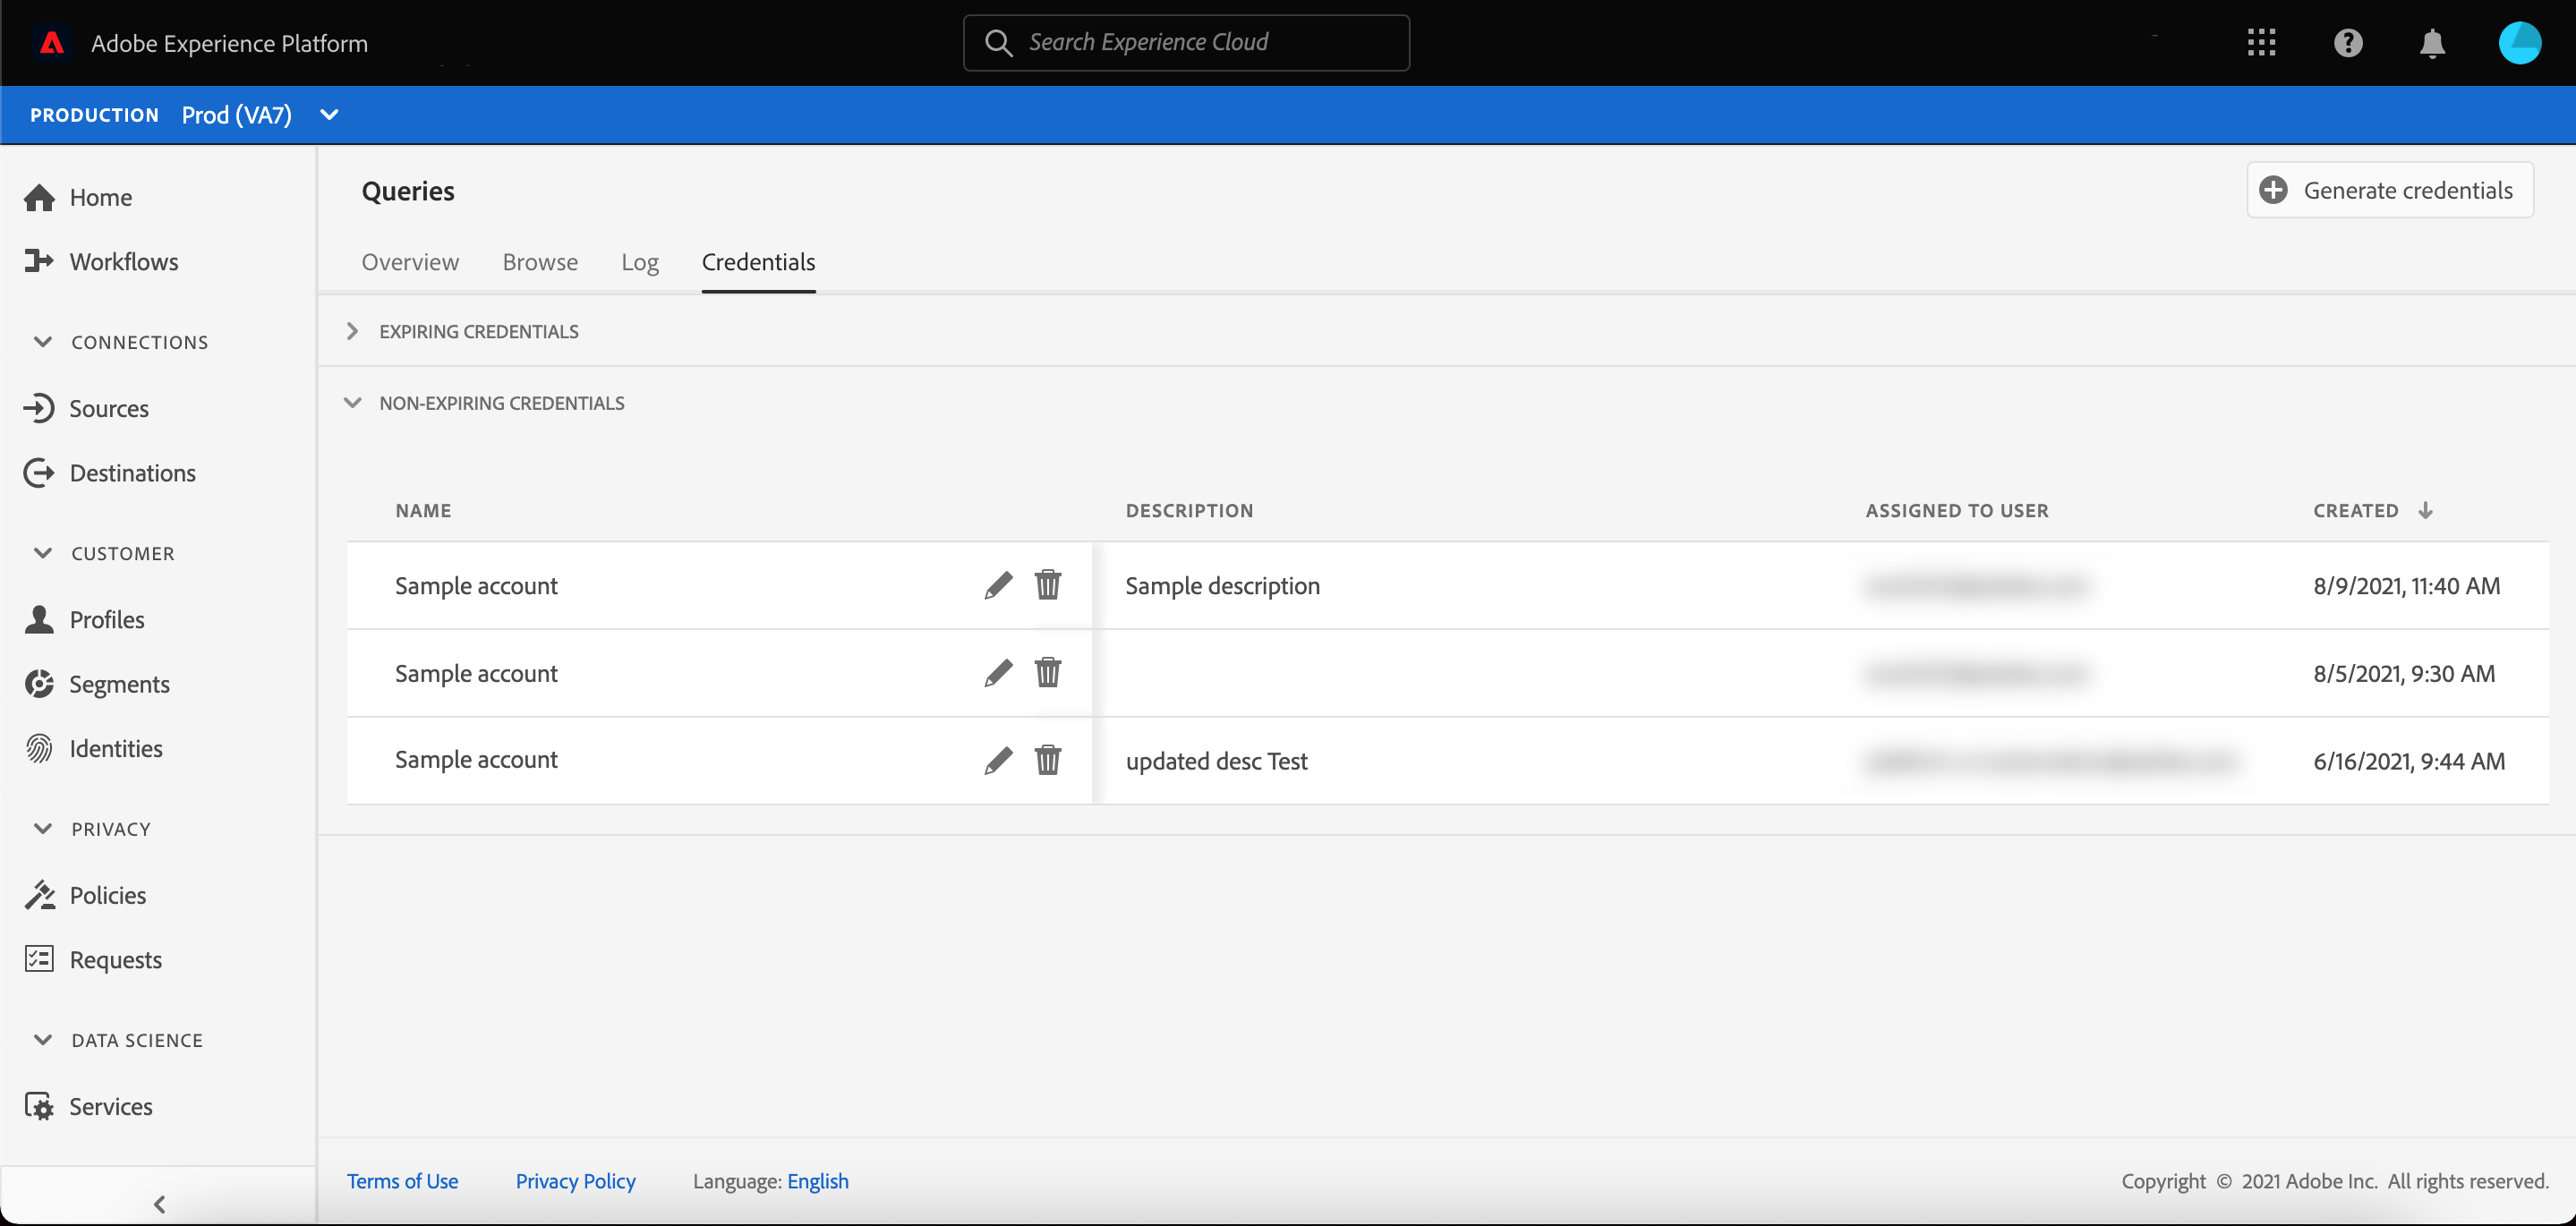 Adobe Experience Platform
Search Experience Cloud
PRODUCTION Prod (VA7)
Home
Workflows
CONNECTIONS
Sources
Destinations
CUSTOMER
Profiles
Segments
Identities
PRIVACY
Policies
Requests
DATA SCIENCE
Services
Queries
Generate credentials
Overview Browse Log Credentials
EXPIRING CREDENTIALS
NON-EXPIRING CREDENTIALS
NAME DESCRIPTION ASSIGNED TO USER CREATED
Sample account Sample description 8/9/2021, 11:40 AM
Sample account 8/5/2021, 9:30 AM
Sample account updated desc Test 6/16/2021, 9:44 AM
Terms of Use Privacy Policy Language: English Copyright © 2021 Adobe Inc. All rights reserved.